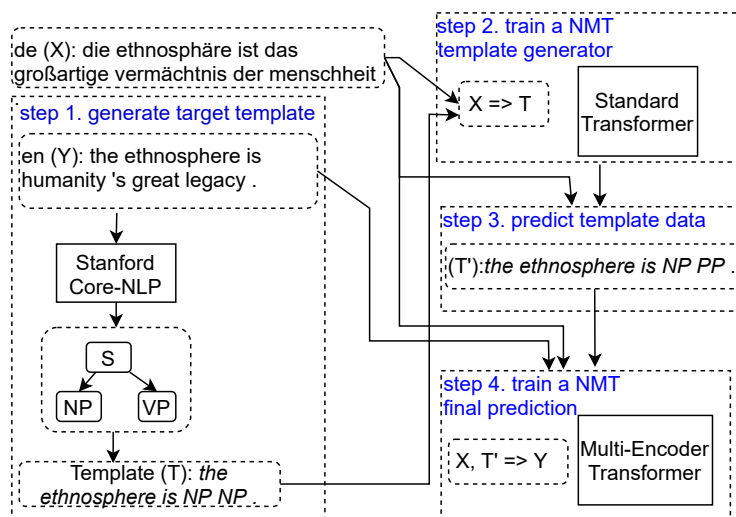 de (X): die ethnosphäre ist das
großartige vermächtnis der menschheit
step 1. generate target template
en (Y): the ethnosphere is
humanity 's great legacy .
Stanford
Core-NLP
S
NP
VP
Template (T): the
ethnosphere is NP NP .
step 2. train a NMT
template generator
X => T
Standard
Transformer
step 3. predict template data
(T'):the ethnosphere is NP PP .
step 4. train a NMT
final prediction
X, T' => Y
Multi-Encoder
Transformer